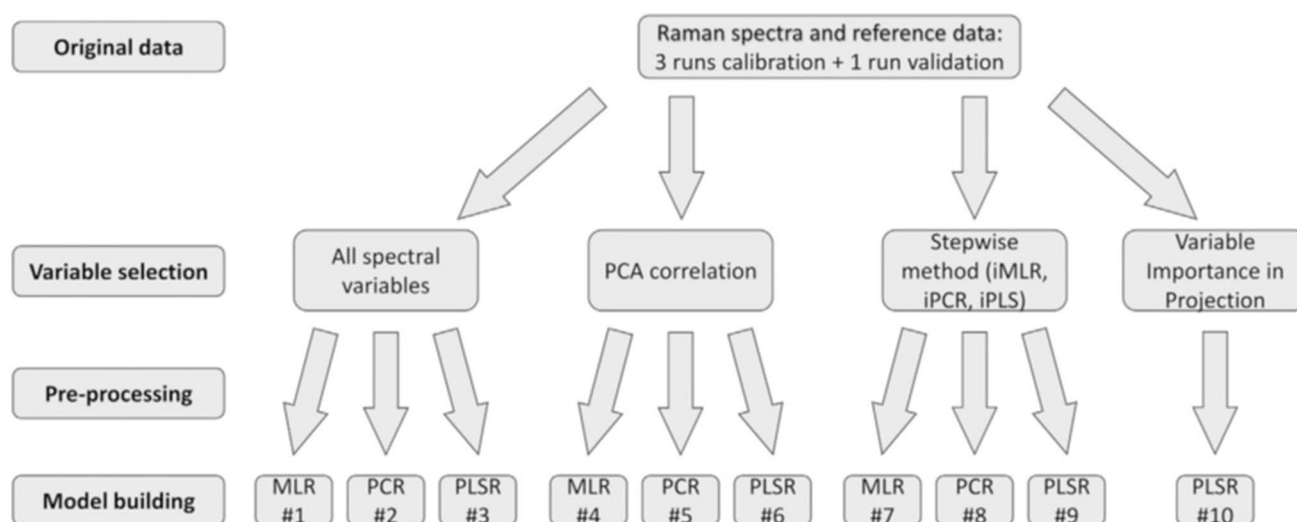 Original data
Raman spectra and reference data:
3 runs calibration + 1 run validation
Variable selection
All spectral
variables
PCA correlation
Stepwise
method (iMLR,
iPCR, iPLS)
Variable
Importance in
Projection
Pre-processing
Model building
MLR
#1
PCR
#2
PLSR
#3
MLR
#4
PCR
#5
PLSR
#6
MLR
#7
PCR
#8
PLSR
#9
PLSR
#10